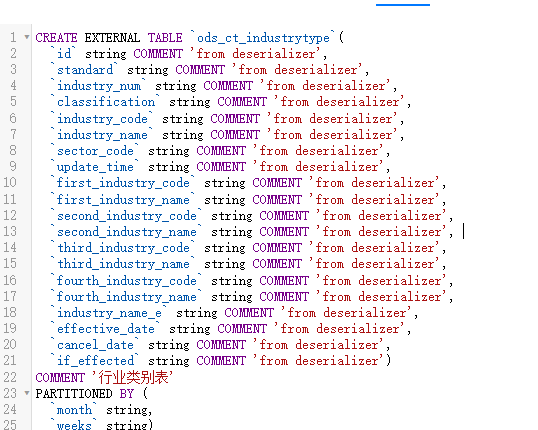 1 CREATE EXTERNAL TABLE `ods_ct_industrytype`(
2 `id` string COMMENT 'from deserializer',
3 `standard` string COMMENT 'from deserializer',
4 `industry_num` string COMMENT 'from deserializer',
5 `classification` string COMMENT 'from deserializer',
6 `industry_code` string COMMENT 'from deserializer',
7 `industry_name` string COMMENT 'from deserializer',
8 `sector_code` string COMMENT 'from deserializer',
9 `update_time` string COMMENT 'from deserializer',
10 `first_industry_code` string COMMENT 'from deserializer',
11 `first_industry_name` string COMMENT 'from deserializer',
12 `second_industry_code` string COMMENT 'from deserializer',
13 `second_industry_name` string COMMENT 'from deserializer',
14 `third_industry_code` string COMMENT 'from deserializer',
15 `third_industry_name` string COMMENT 'from deserializer',
16 `fourth_industry_code` string COMMENT 'from deserializer',
17 `fourth_industry_name` string COMMENT 'from deserializer',
18 `industry_name_e` string COMMENT 'from deserializer',
19 `effective_date` string COMMENT 'from deserializer',
20 `cancel_date` string COMMENT 'from deserializer',
21 `if_effected` string COMMENT 'from deserializer')
22 COMMENT '行业类别表'
23 PARTITIONED BY (
24 `month` string,
25 `weeks` string)